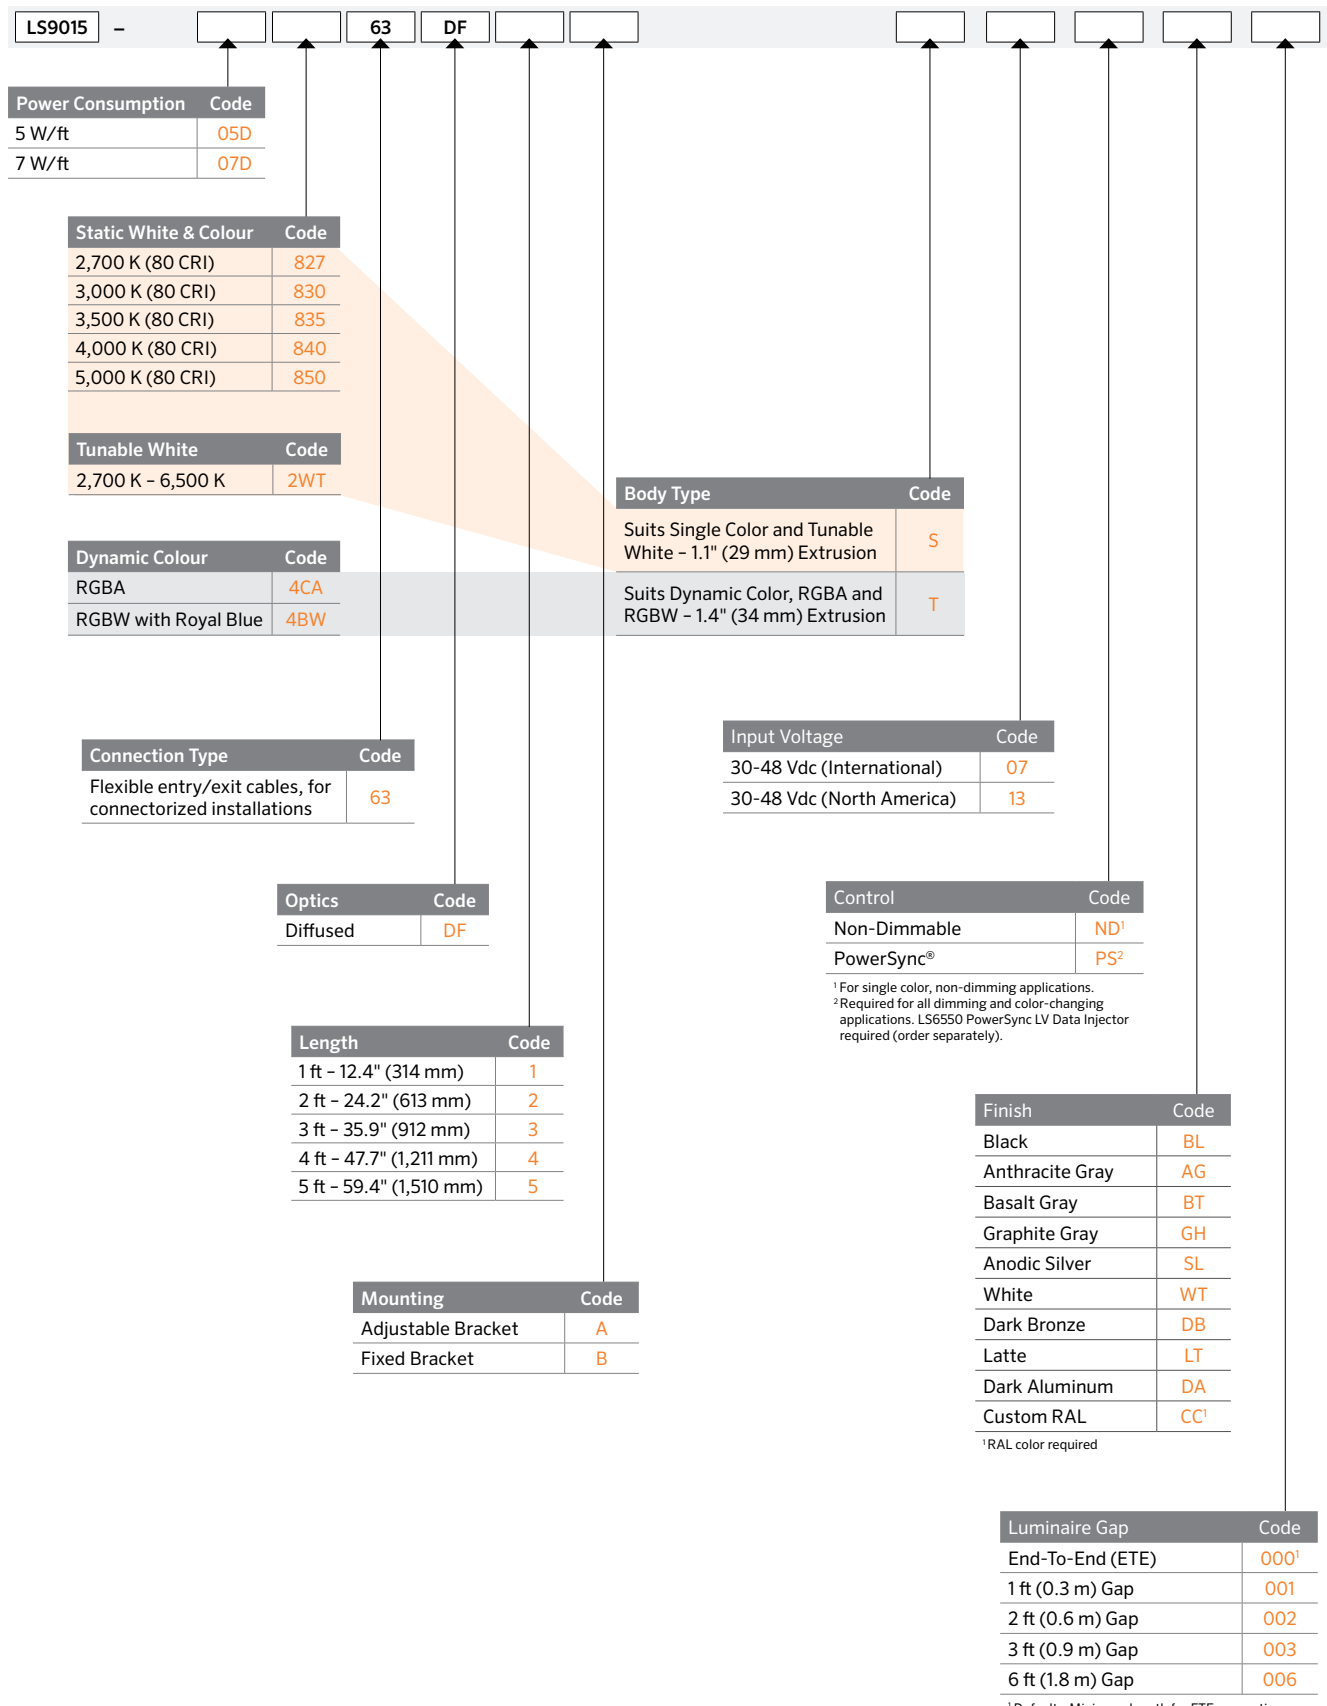 LS9015 – 63 DF
Power Consumption Code
5 W/ft 05D
7 W/ft 07D
Static White & Colour Code
2,700 K (80 CRI) 827
3,000 K (80 CRI) 830
3,500 K (80 CRI) 835
4,000 K (80 CRI) 840
5,000 K (80 CRI) 850
Tunable White Code
2,700 K – 6,500 K 2WT
Dynamic Colour Code
RGBA 4CA
RGBW with Royal Blue 4BW
Body Type Code
Suits Single Color and Tunable
White – 1.1" (29 mm) Extrusion S
Suits Dynamic Color, RGBA and
RGBW – 1.4" (34 mm) Extrusion T
Connection Type Code
Flexible entry/exit cables, for
connectorized installations 63
Input Voltage Code
30-48 Vdc (International) 07
30-48 Vdc (North America) 13
Optics Code
Diffused DF
Control Code
Non-Dimmable ND¹
PowerSync® PS²
¹ For single color, non-dimming applications.
² Required for all dimming and color-changing
applications. LS6550 PowerSync LV Data Injector
required (order separately).
Length Code
1 ft – 12.4" (314 mm) 1
2 ft – 24.2" (613 mm) 2
3 ft – 35.9" (912 mm) 3
4 ft – 47.7" (1,211 mm) 4
5 ft – 59.4" (1,510 mm) 5
Finish Code
Black BL
Anthracite Gray AG
Basalt Gray BT
Graphite Gray GH
Anodic Silver SL
White WT
Dark Bronze DB
Latte LT
Dark Aluminum DA
Custom RAL CC¹
¹ RAL color required
Mounting Code
Adjustable Bracket A
Fixed Bracket B
Luminaire Gap Code
End-To-End (ETE) 000¹
1 ft (0.3 m) Gap 001
2 ft (0.6 m) Gap 002
3 ft (0.9 m) Gap 003
6 ft (1.8 m) Gap 006